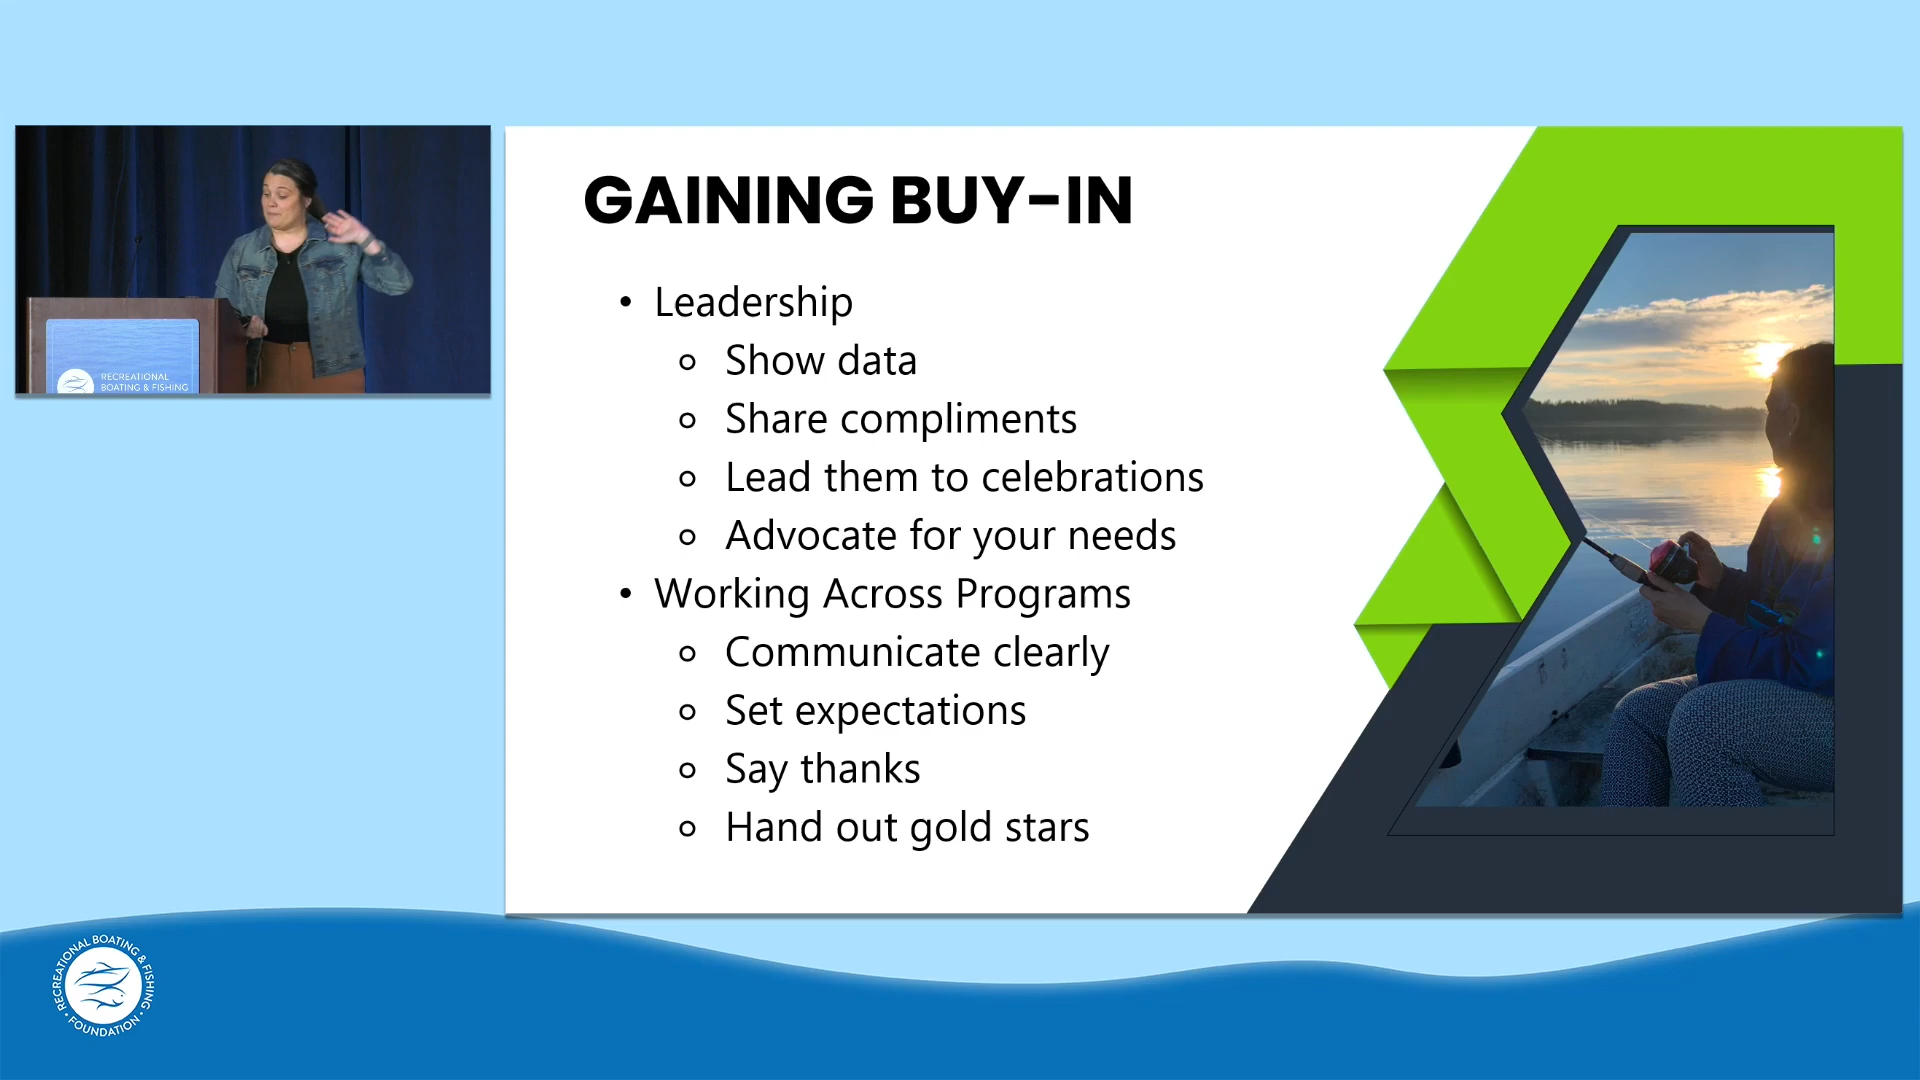 GAINING BUY-IN
• Leadership
Show data
Share compliments
Lead them to celebrations
Advocate for your needs
• Working Across Programs
Communicate clearly
Set expectations
Say thanks
Hand out gold stars
RECREATIONAL
BOATING & FISHING
RECREATIONAL BOATING & FISHING
• FOUNDATION •